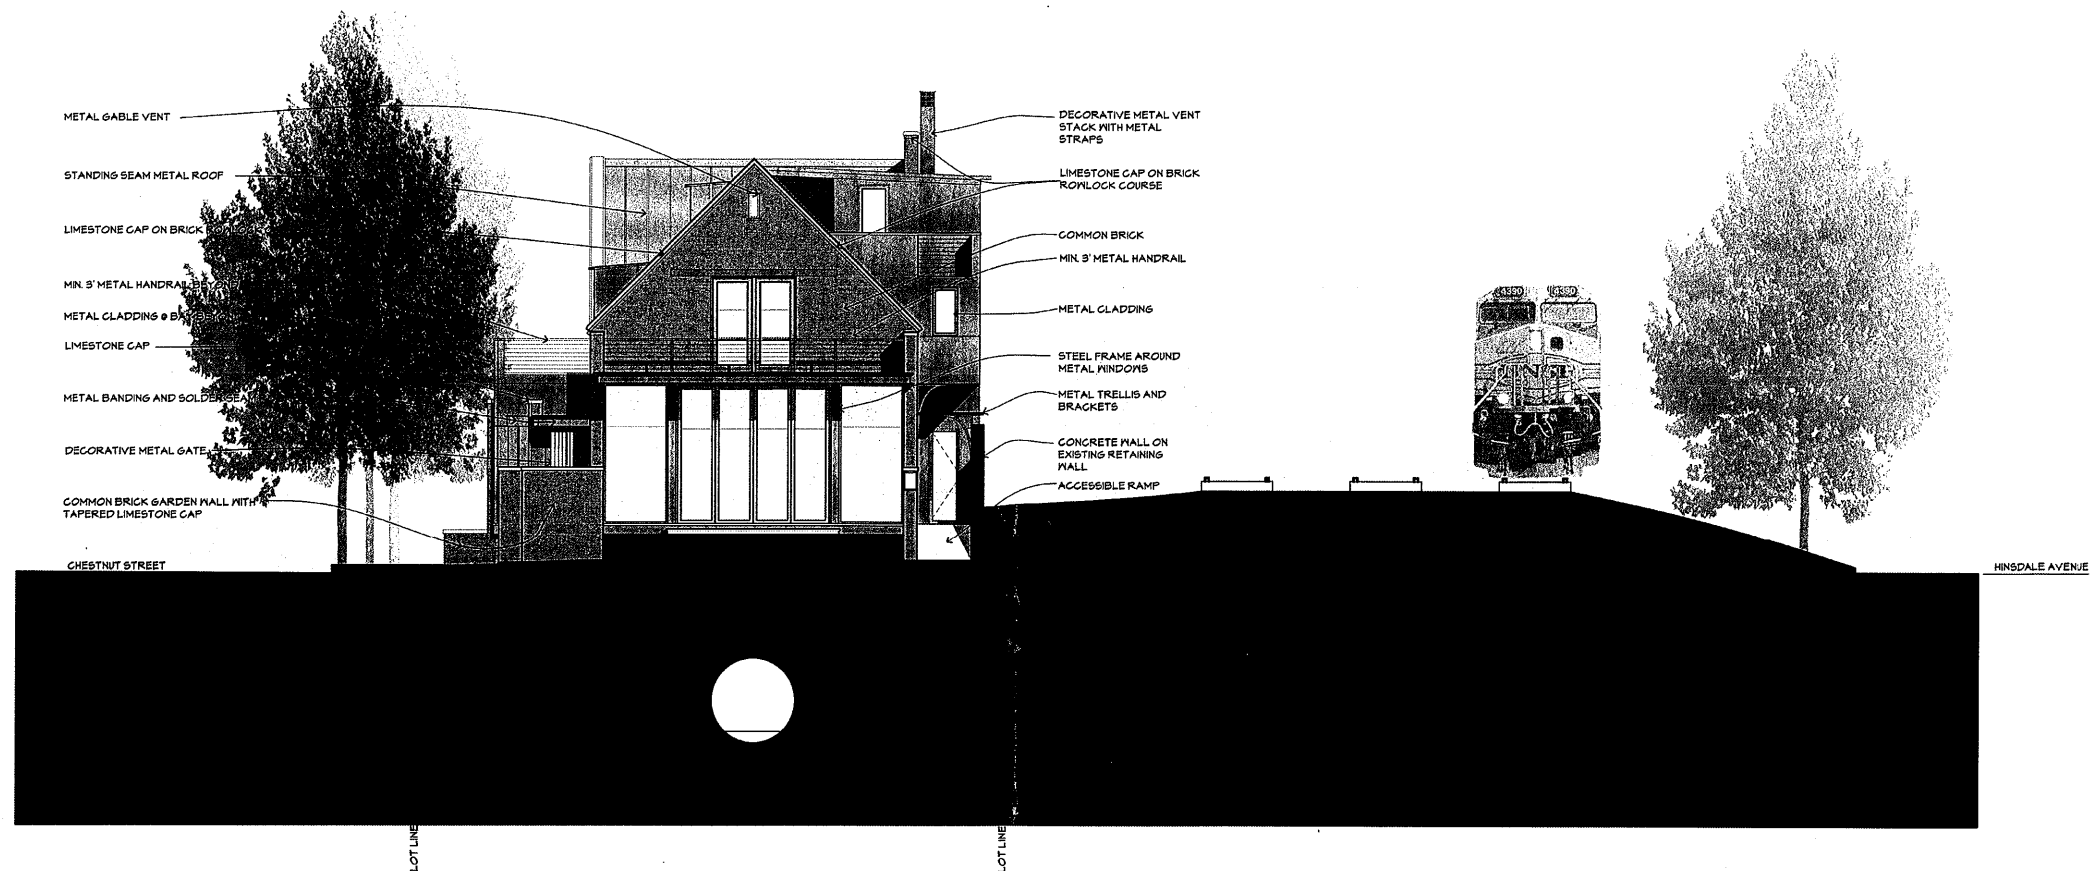 METAL GABLE VENT
STANDING SEAM METAL ROOF
LIMESTONE CAP ON BRICK ROWLOCK
MIN. 3' METAL HANDRAIL BEYOND
METAL CLADDING @ BAY
LIMESTONE CAP
METAL BANDING AND
DECORATIVE METAL GATE
COMMON BRICK GARDEN WALL WITH
TAPERED LIMESTONE CAP
CHESTNUT STREET
DECORATIVE METAL VENT
STACK WITH METAL
STRAPS
LIMESTONE CAP ON BRICK
ROWLOCK COURSE
COMMON BRICK
MIN. 3' METAL HANDRAIL
METAL CLADDING
STEEL FRAME AROUND
METAL WINDOWS
METAL TRELLIS AND
BRACKETS
CONCRETE WALL ON
EXISTING RETAINING
WALL
ACCESSIBLE RAMP
4390 4390
HINSDALE AVENUE
LOT LINE
LOT LINE